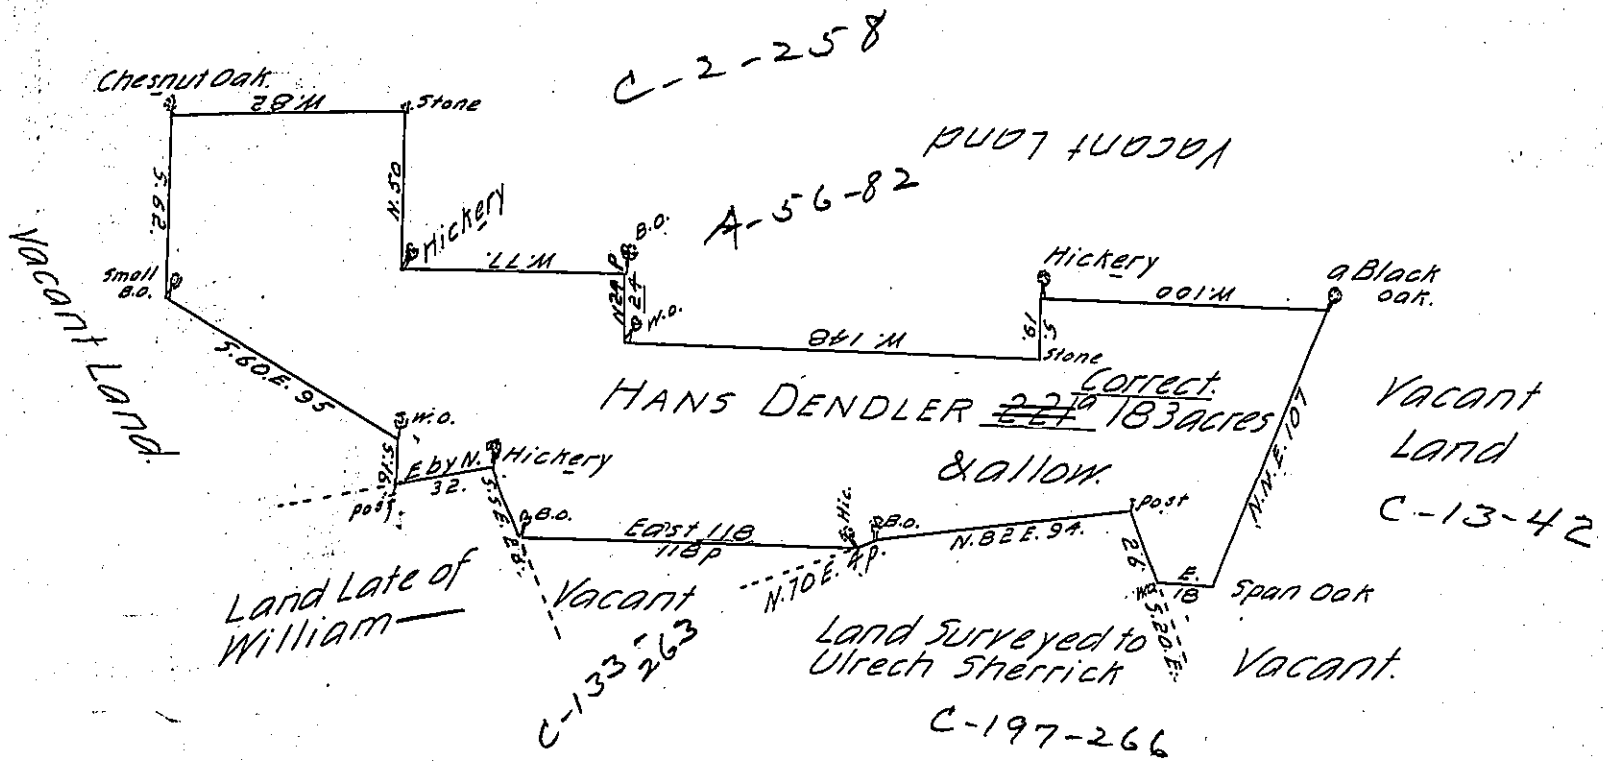 C-2-258
Chesnut Oak.
W.82
Stone
Vacant Land
S.62.
N.50
Hickery
A-56-82
B.O.
W.77.
N24 P
24
W.O.
Hickery
a Black
oak.
W.100
S.
19.
Stone
W.148
Small
B.O.
Vacant Land.
S.60.E.95
HANS DENDLER 221a 183 acres
Correct.
& allow.
N.N.E.107
Vacant
Land
C-13-42
W.O.
S.16.
E by N.
32.
Hickery
post.
S.S.E.
B.O.
East 118
118 p
Hic.
B.O.
N.70 E. 4 P.
N.82 E. 94.
post
26.
E.
18
Span Oak
S.20.E.
Land Late of
William
Vacant
C-133-263
Land Surveyed to
Ulrech Sherrick
Vacant.
C-197-266